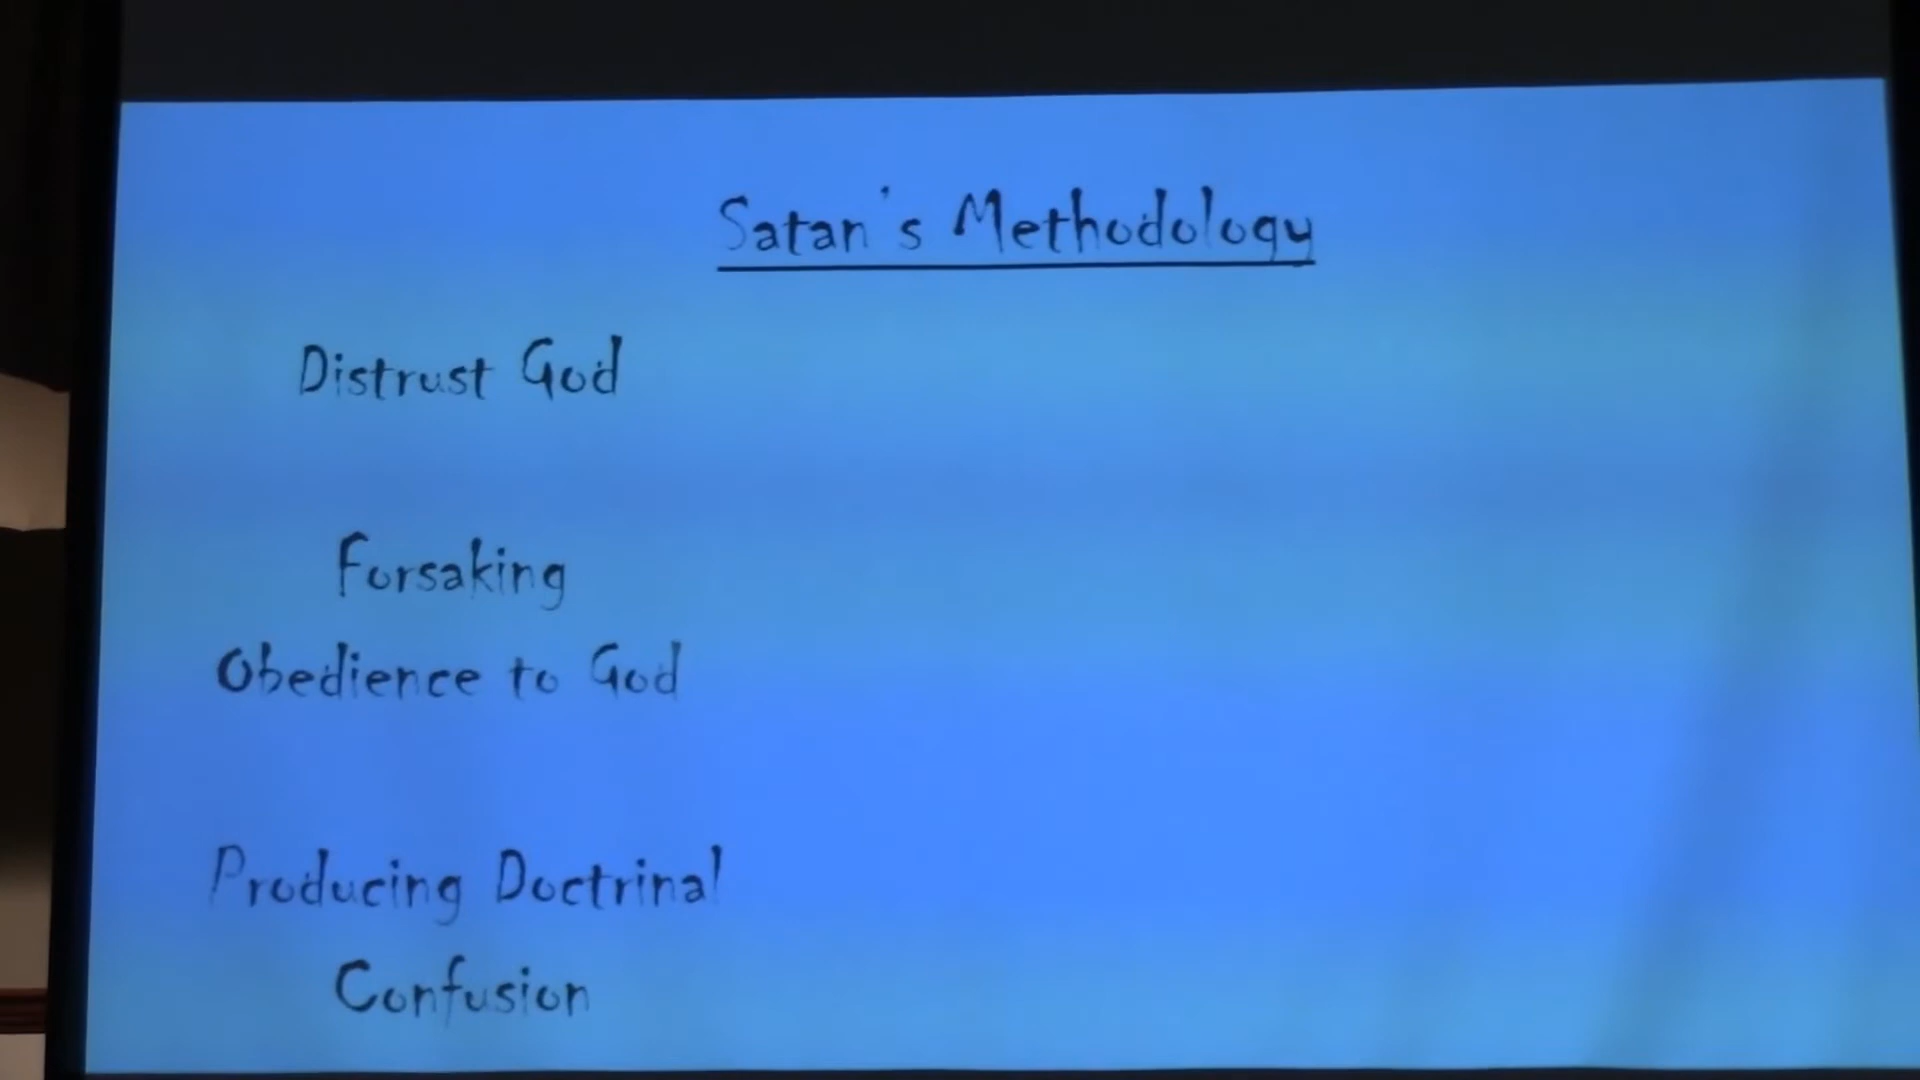 Satan's Methodology
Distrust God
Forsaking
Obedience to God
Producing Doctrinal
Confusion